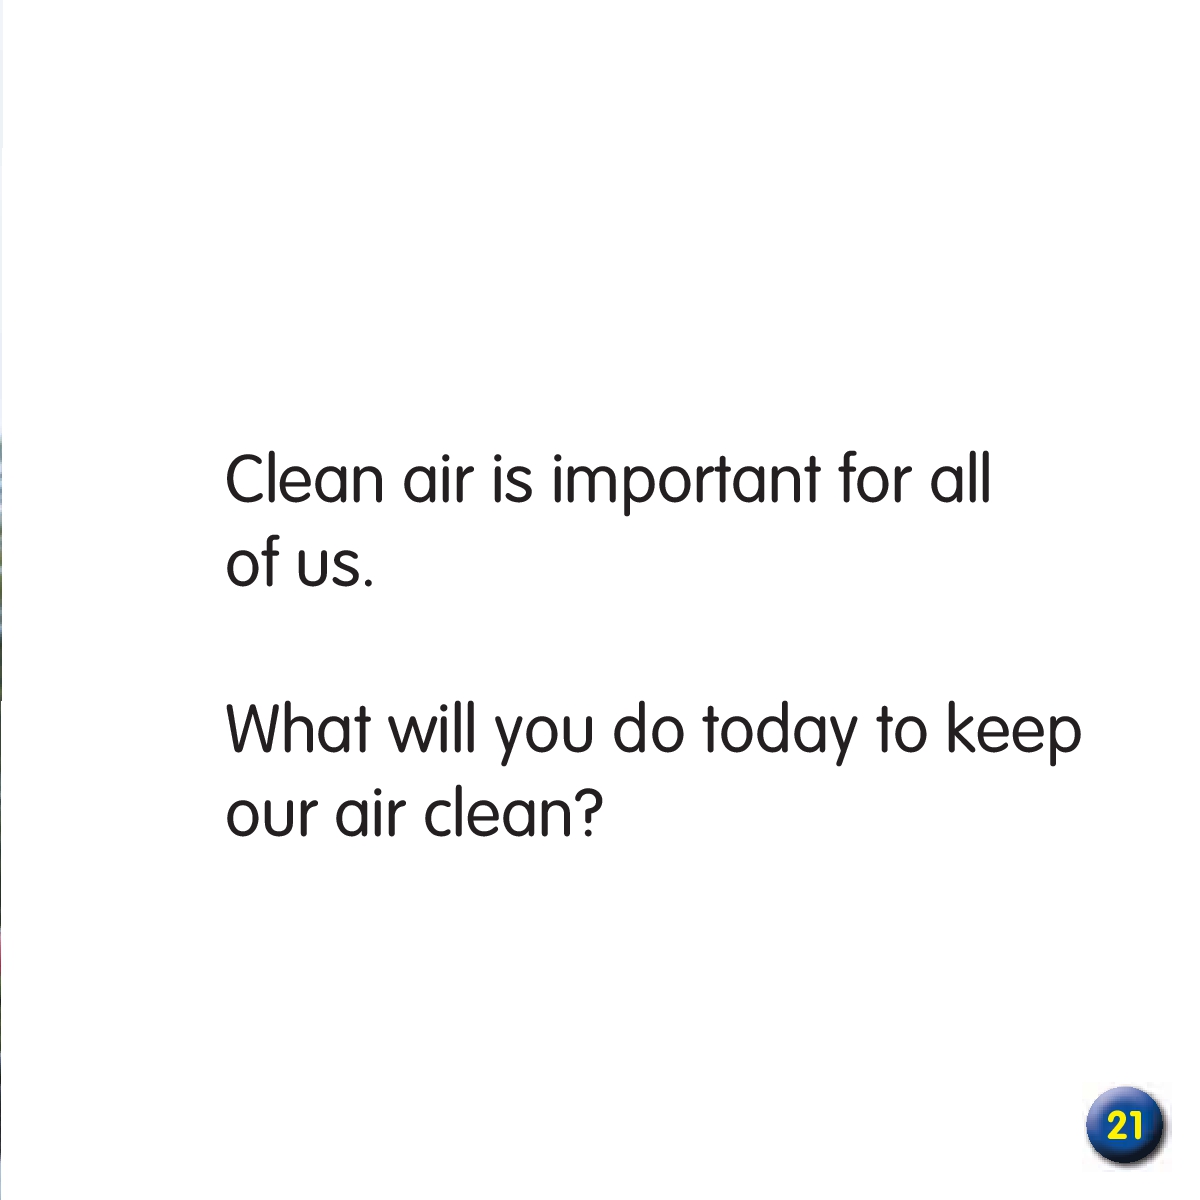 Clean air is important for all
of us.
What will you do today to keep
our air clean?
21